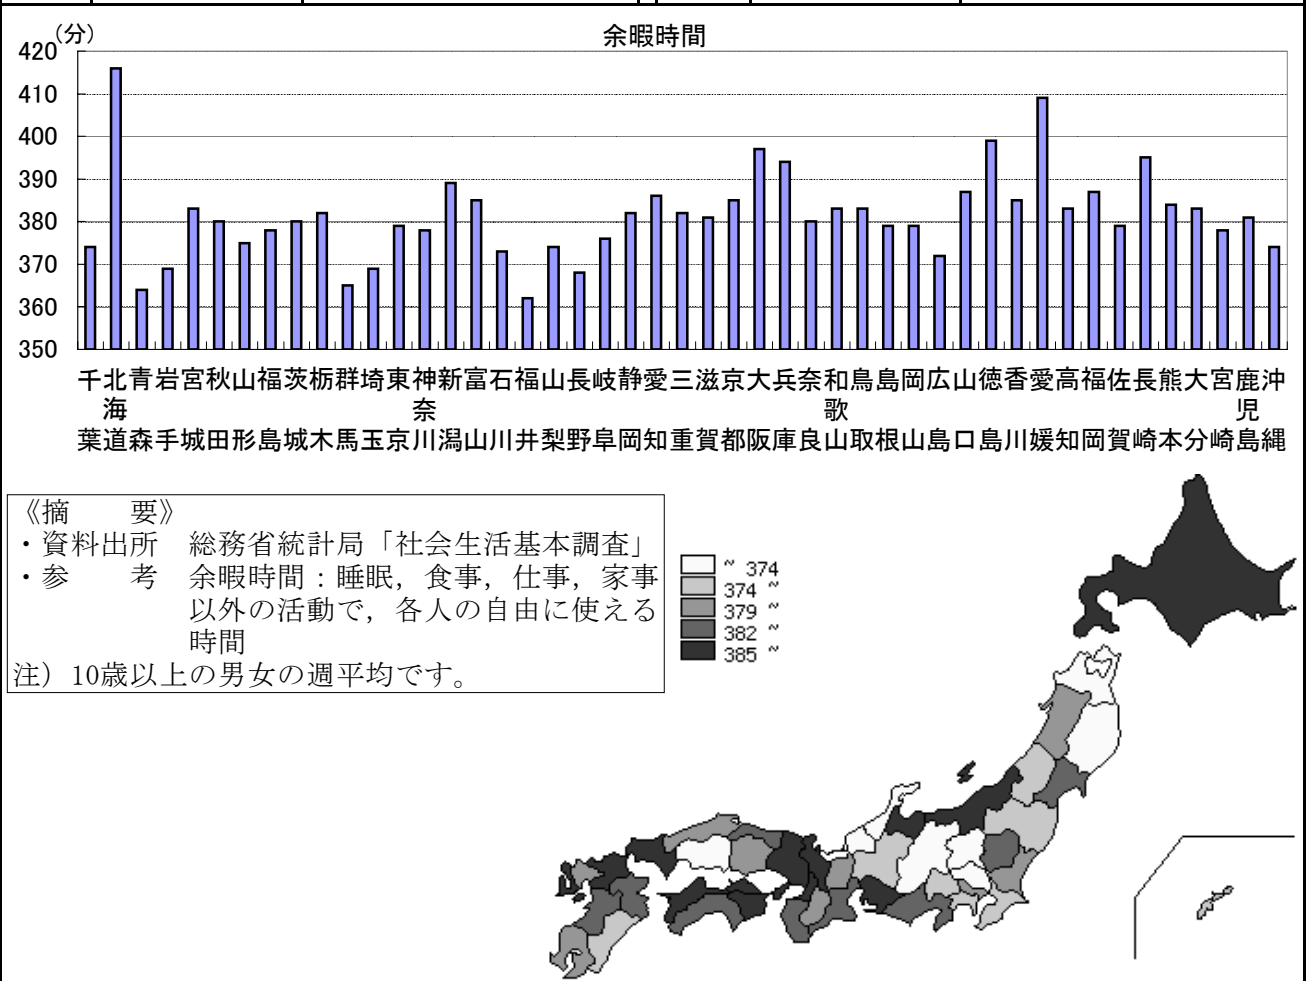 余暇時間
（分）
420
410
400
390
380
370
360
350
千葉 北海道 青森 岩手 宮城 秋田 山形 福島 茨城 栃木 群馬 埼玉 東京 神奈川 新潟 富山 石川 福井 山梨 長野 岐阜 静岡 愛知 三重 滋賀 京都 大阪 兵庫 奈良 和歌山 鳥取 島根 岡山 広島 山口 徳島 香川 愛媛 高知 福岡 佐賀 長崎 熊本 大分 宮崎 鹿児島 沖縄
《摘　　要》
・資料出所　総務省統計局「社会生活基本調査」
・参　　考　余暇時間：睡眠，食事，仕事，家事
以外の活動で，各人の自由に使える
時間
注）10歳以上の男女の週平均です。
~ 374
374 ~
379 ~
382 ~
385 ~